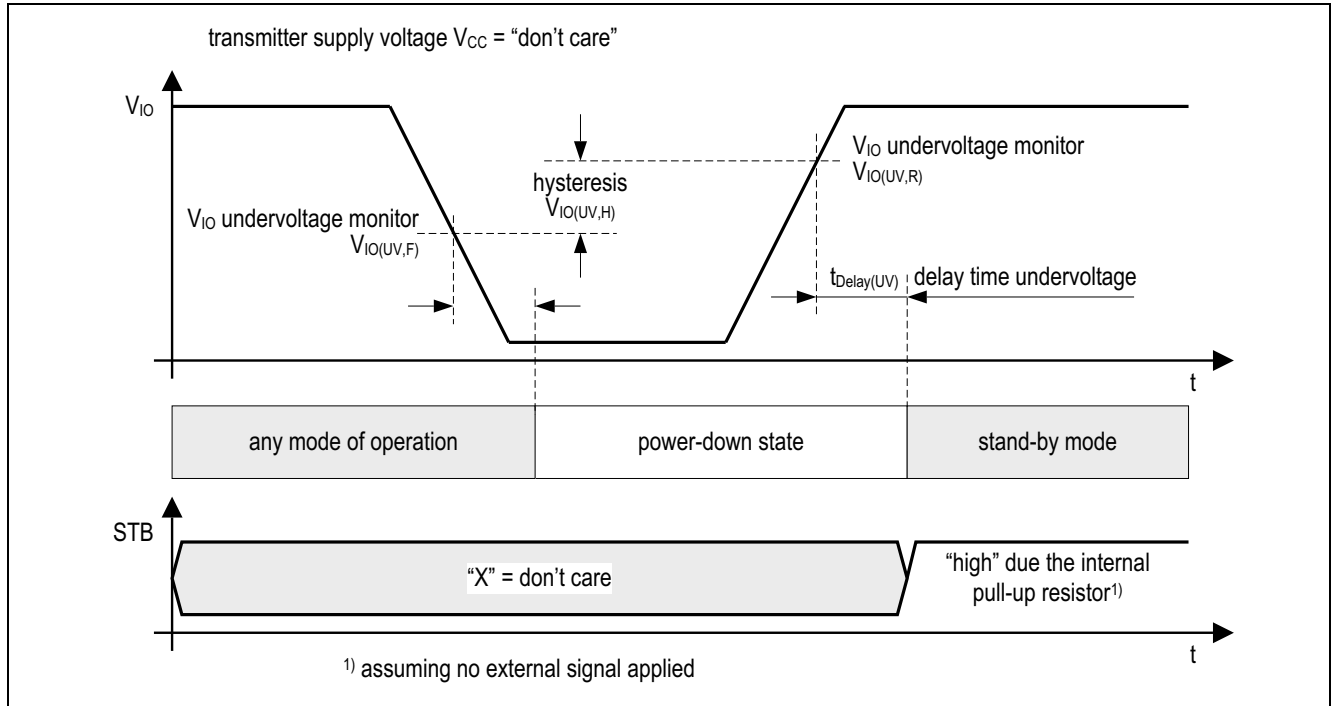 transmitter supply voltage VCC = “don’t care”
VIO
VIO undervoltage monitor
VIO(UV,F)
hysteresis
VIO(UV,H)
VIO undervoltage monitor
VIO(UV,R)
tDelay(UV) delay time undervoltage
t
any mode of operation
power-down state
stand-by mode
STB
“X” = don’t care
“high” due the internal
pull-up resistor1)
t
1) assuming no external signal applied